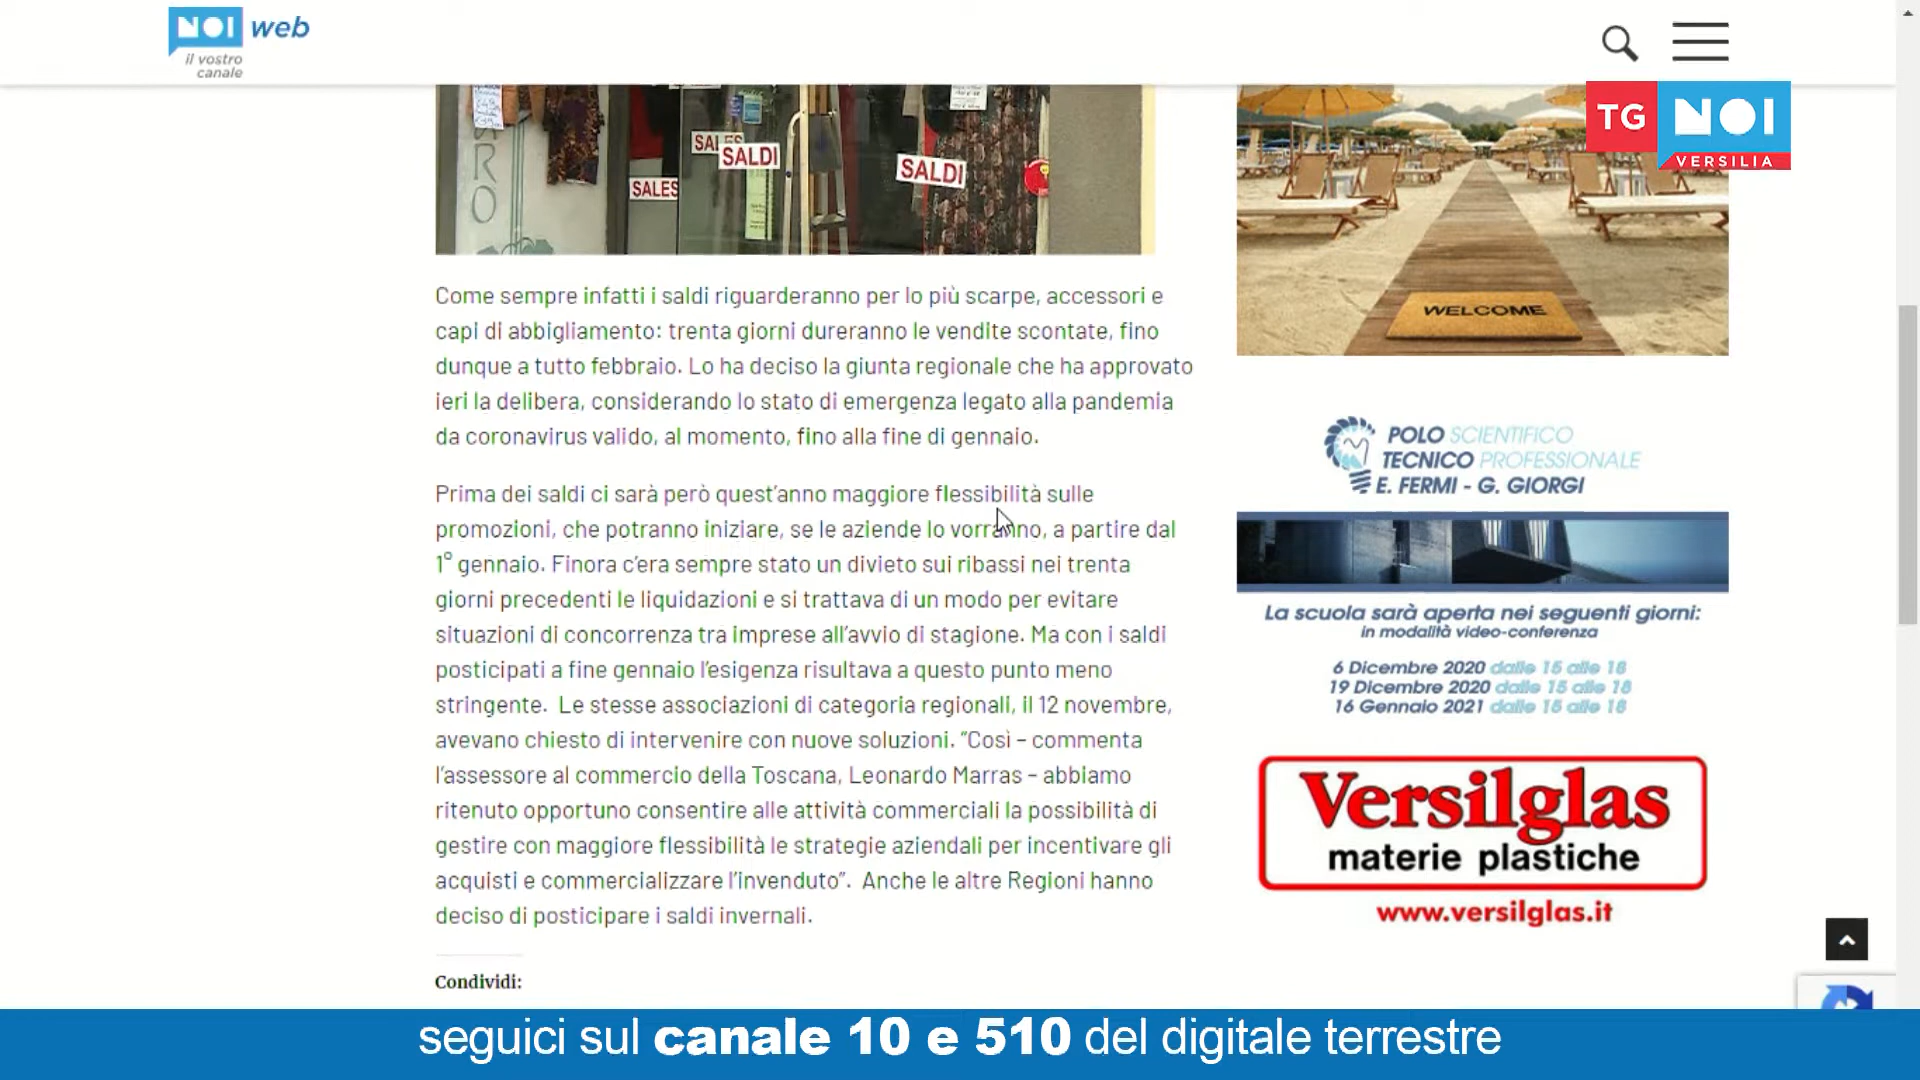 NOI web
il vostro
canale
TG NOI
VERSILIA
SALES
SALDI
SALES
SALDI
WELCOME
Come sempre infatti i saldi riguarderanno per lo più scarpe, accessori e
capi di abbigliamento: trenta giorni dureranno le vendite scontate, fino
dunque a tutto febbraio. Lo ha deciso la giunta regionale che ha approvato
ieri la delibera, considerando lo stato di emergenza legato alla pandemia
da coronavirus valido, al momento, fino alla fine di gennaio.
Prima dei saldi ci sarà però quest'anno maggiore flessibilità sulle
promozioni, che potranno iniziare, se le aziende lo vorranno, a partire dal
1° gennaio. Finora c'era sempre stato un divieto sui ribassi nei trenta
giorni precedenti le liquidazioni e si trattava di un modo per evitare
situazioni di concorrenza tra imprese all'avvio di stagione. Ma con i saldi
posticipati a fine gennaio l'esigenza risultava a questo punto meno
stringente. Le stesse associazioni di categoria regionali, il 12 novembre,
avevano chiesto di intervenire con nuove soluzioni. “Così – commenta
l'assessore al commercio della Toscana, Leonardo Marras – abbiamo
ritenuto opportuno consentire alle attività commerciali la possibilità di
gestire con maggiore flessibilità le strategie aziendali per incentivare gli
acquisti e commercializzare l'invenduto”. Anche le altre Regioni hanno
deciso di posticipare i saldi invernali.
Condividi:
POLO SCIENTIFICO
TECNICO PROFESSIONALE
E. FERMI - G. GIORGI
La scuola sarà aperta nei seguenti giorni:
in modalità video-conferenza
6 Dicembre 2020 dalle 15 alle 18
19 Dicembre 2020 dalle 15 alle 18
16 Gennaio 2021 dalle 15 alle 18
Versilglas
materie plastiche
www.versilglas.it
seguici sul canale 10 e 510 del digitale terrestre